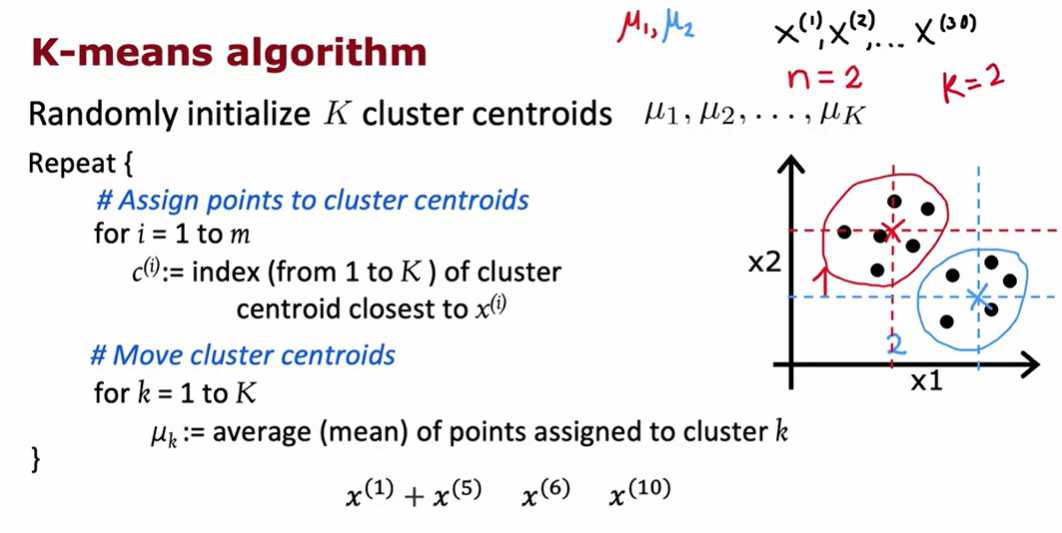 μ₁, μ₂
x⁽¹⁾, x⁽²⁾, ... x⁽³⁰⁾
K-means algorithm
n = 2
K = 2
Randomly initialize K cluster centroids μ₁, μ₂, . . . , μ_K
Repeat {
# Assign points to cluster centroids
for i = 1 to m
c⁽ⁱ⁾:= index (from 1 to K ) of cluster
centroid closest to x⁽ⁱ⁾
# Move cluster centroids
for k = 1 to K
μₖ := average (mean) of points assigned to cluster k
}
x⁽¹⁾ + x⁽⁵⁾ x⁽⁶⁾ x⁽¹⁰⁾
x2
1
2
x1